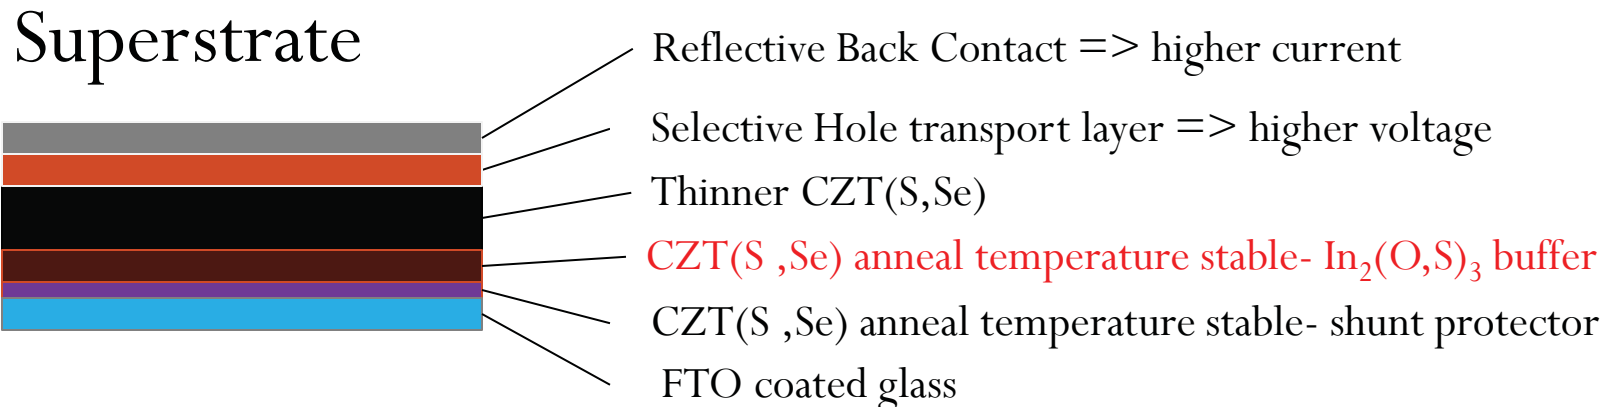 Superstrate
Reflective Back Contact => higher current
Selective Hole transport layer => higher voltage
Thinner CZT(S,Se)
CZT(S ,Se) anneal temperature stable- In₂(O,S)₃ buffer
CZT(S ,Se) anneal temperature stable- shunt protector
FTO coated glass